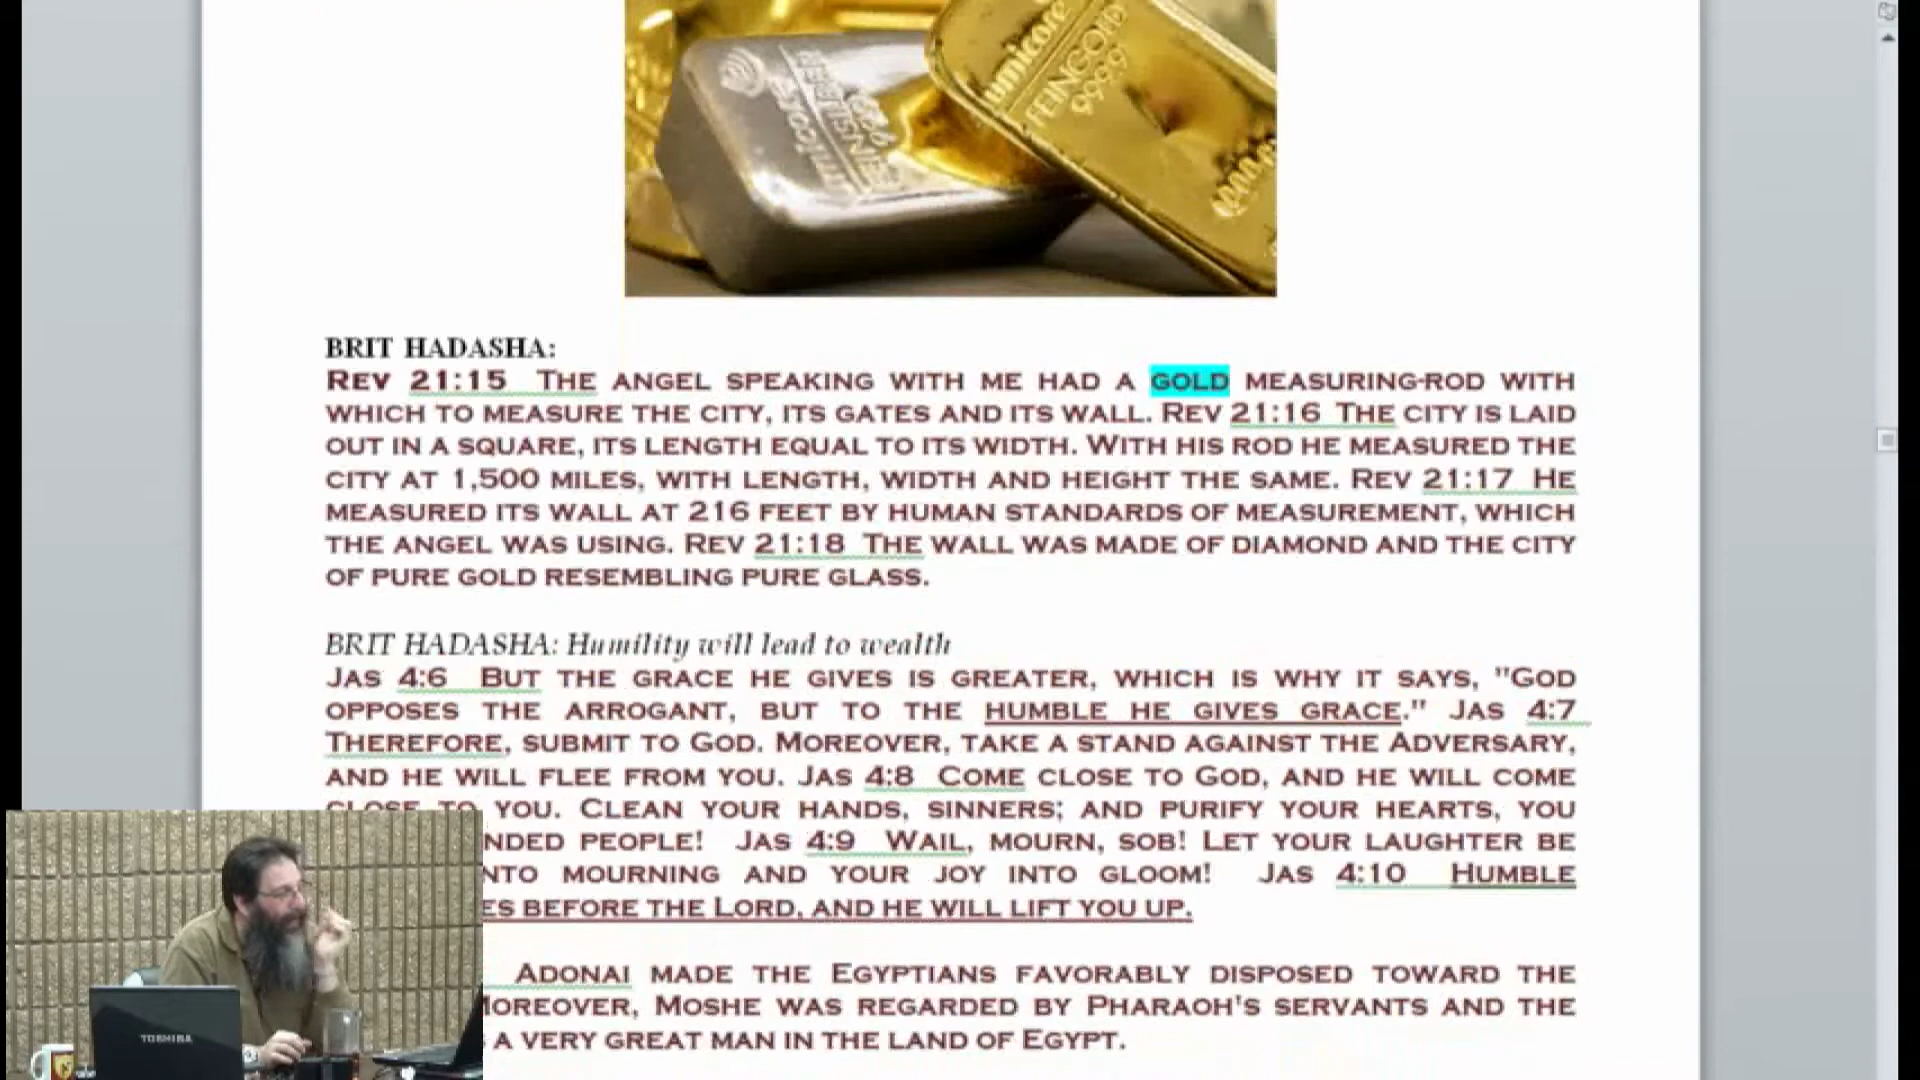 umicore
FEINGOLD
999.9
umicore
BRIT HADASHA:
REV 21:15 THE ANGEL SPEAKING WITH ME HAD A GOLD MEASURING-ROD WITH
WHICH TO MEASURE THE CITY, ITS GATES AND ITS WALL. REV 21:16 THE CITY IS LAID
OUT IN A SQUARE, ITS LENGTH EQUAL TO ITS WIDTH. WITH HIS ROD HE MEASURED THE
CITY AT 1,500 MILES, WITH LENGTH, WIDTH AND HEIGHT THE SAME. REV 21:17 HE
MEASURED ITS WALL AT 216 FEET BY HUMAN STANDARDS OF MEASUREMENT, WHICH
THE ANGEL WAS USING. REV 21:18 THE WALL WAS MADE OF DIAMOND AND THE CITY
OF PURE GOLD RESEMBLING PURE GLASS.
BRIT HADASHA: Humility will lead to wealth
JAS 4:6 BUT THE GRACE HE GIVES IS GREATER, WHICH IS WHY IT SAYS, "GOD
OPPOSES THE ARROGANT, BUT TO THE HUMBLE HE GIVES GRACE." JAS 4:7
THEREFORE, SUBMIT TO GOD. MOREOVER, TAKE A STAND AGAINST THE ADVERSARY,
AND HE WILL FLEE FROM YOU. JAS 4:8 COME CLOSE TO GOD, AND HE WILL COME
CLOSE TO YOU. CLEAN YOUR HANDS, SINNERS; AND PURIFY YOUR HEARTS, YOU
NDED PEOPLE! JAS 4:9 WAIL, MOURN, SOB! LET YOUR LAUGHTER BE
NTO MOURNING AND YOUR JOY INTO GLOOM! JAS 4:10 HUMBLE
ES BEFORE THE LORD, AND HE WILL LIFT YOU UP.
ADONAI MADE THE EGYPTIANS FAVORABLY DISPOSED TOWARD THE
MOREOVER, MOSHE WAS REGARDED BY PHARAOH'S SERVANTS AND THE
A VERY GREAT MAN IN THE LAND OF EGYPT.
TOSHIBA